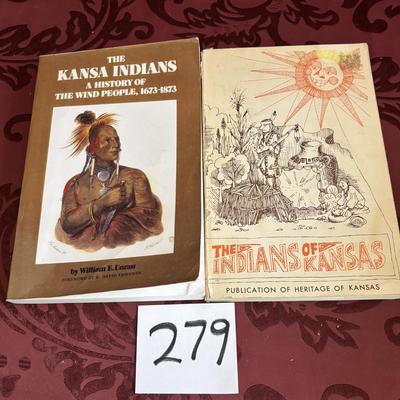 THE
KANSA INDIANS
A HISTORY OF
THE WIND PEOPLE, 1673-1873
by William E. Unrau
THE
INDIANS OF
KANSAS
PUBLICATION OF HERITAGE OF KANSAS
279